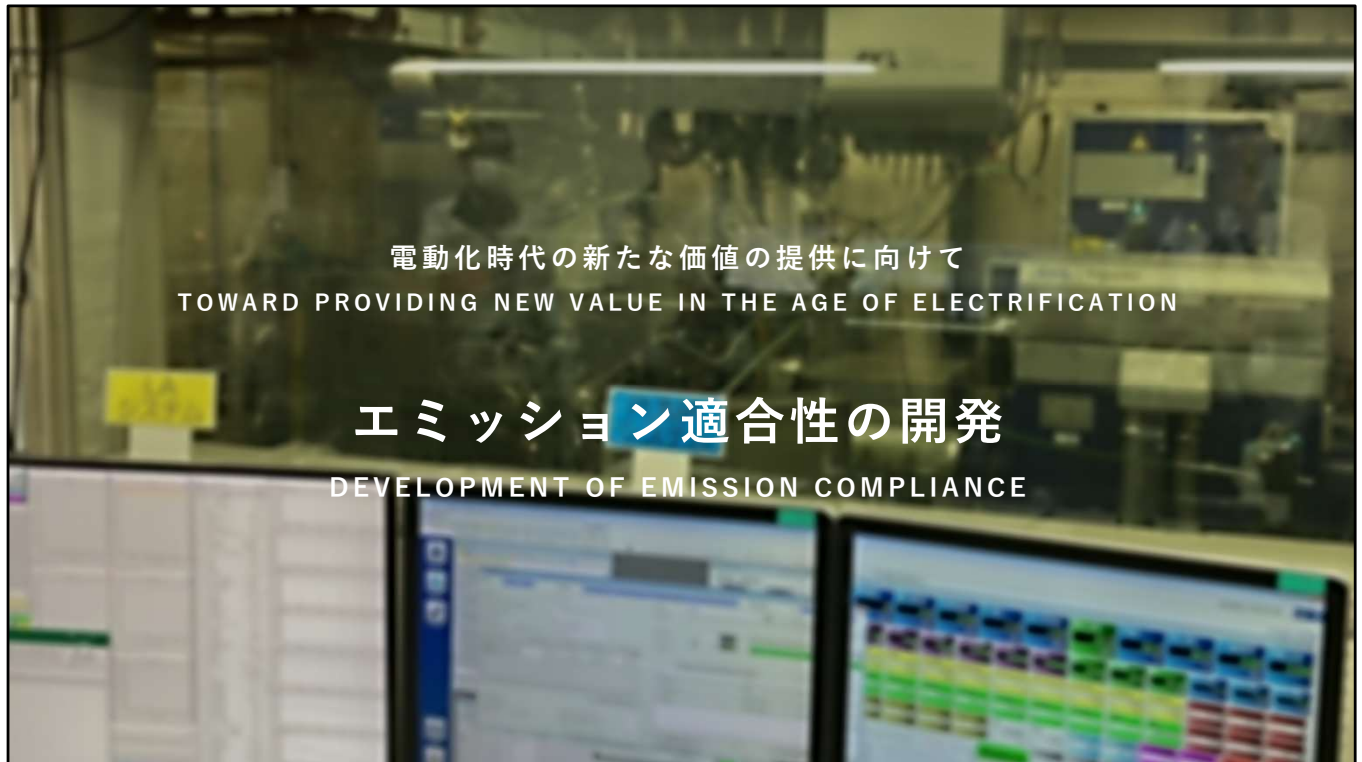 電動化時代の新たな価値の提供に向けて
TOWARD PROVIDING NEW VALUE IN THE AGE OF ELECTRIFICATION
エミッション適合性の開発
DEVELOPMENT OF EMISSION COMPLIANCE